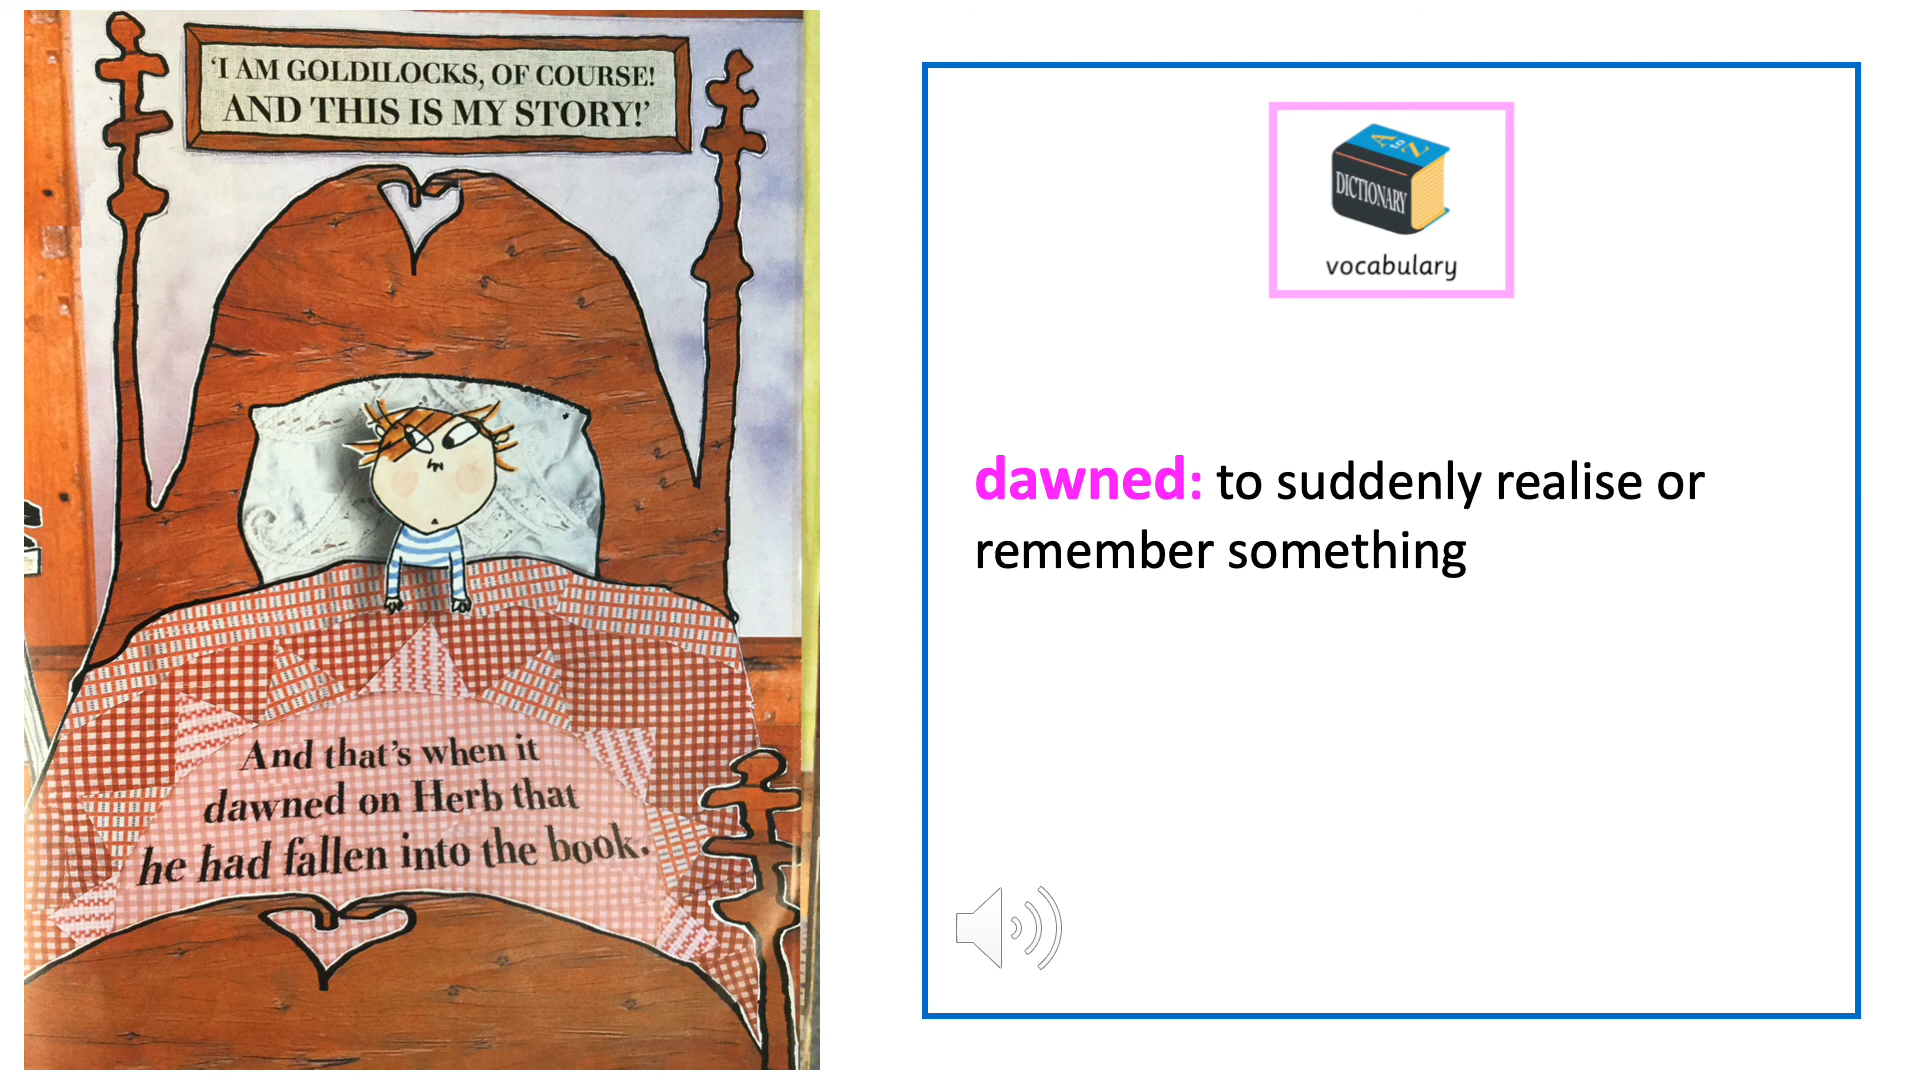 ‘I AM GOLDILOCKS, OF COURSE!
AND THIS IS MY STORY!’
And that’s when it
dawned on Herb that
he had fallen into the book.
A to Z
DICTIONARY
vocabulary
dawned: to suddenly realise or
remember something